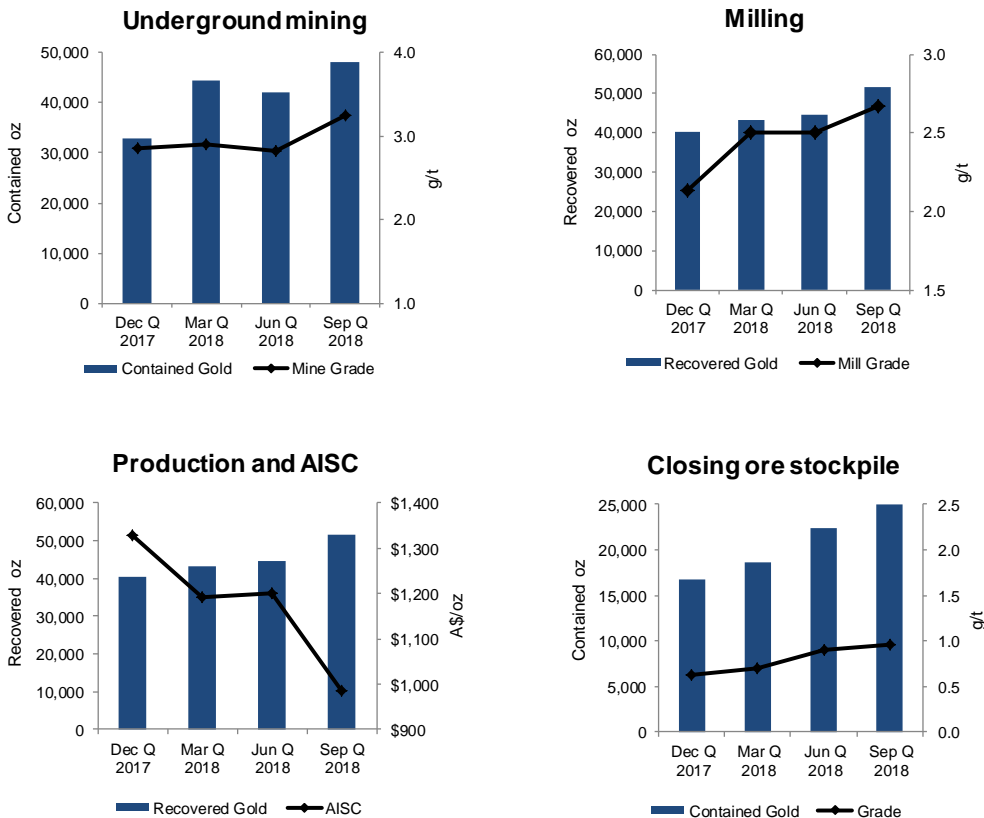 Underground mining
50,000
40,000
30,000
20,000
10,000
0
Contained oz
4.0
3.0
2.0
1.0
g/t
Dec Q 2017
Mar Q 2018
Jun Q 2018
Sep Q 2018
Contained Gold
Mine Grade
Milling
60,000
50,000
40,000
30,000
20,000
10,000
0
Recovered oz
3.0
2.5
2.0
1.5
g/t
Dec Q 2017
Mar Q 2018
Jun Q 2018
Sep Q 2018
Recovered Gold
Mill Grade
Production and AISC
60,000
50,000
40,000
30,000
20,000
10,000
0
Recovered oz
$1,400
$1,300
$1,200
$1,100
$1,000
$900
A$/oz
Dec Q 2017
Mar Q 2018
Jun Q 2018
Sep Q 2018
Recovered Gold
AISC
Closing ore stockpile
25,000
20,000
15,000
10,000
5,000
0
Contained oz
2.5
2.0
1.5
1.0
0.5
0.0
g/t
Dec Q 2017
Mar Q 2018
Jun Q 2018
Sep Q 2018
Contained Gold
Grade